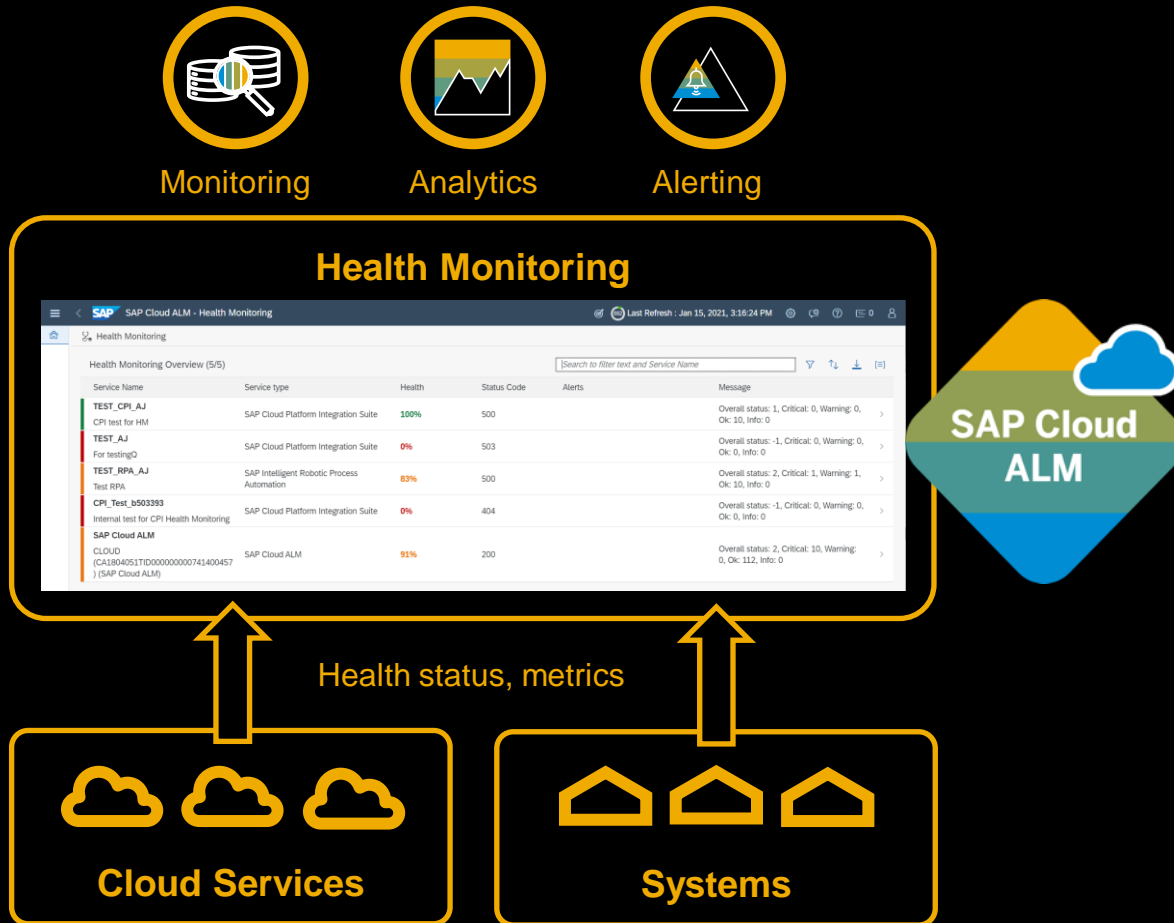 Monitoring
Analytics
Alerting
Health Monitoring
SAP SAP Cloud ALM - Health Monitoring
Last Refresh : Jan 15, 2021, 3:16:24 PM
0
Health Monitoring
Health Monitoring Overview (5/5)
Search to filter text and Service Name
Service Name Service type Health Status Code Alerts Message
TEST_CPI_AJ
CPI test for HM
SAP Cloud Platform Integration Suite
100%
500
Overall status: 1, Critical: 0, Warning: 0,
Ok: 10, Info: 0
TEST_AJ
For testingQ
SAP Cloud Platform Integration Suite
0%
503
Overall status: -1, Critical: 0, Warning: 0,
Ok: 0, Info: 0
TEST_RPA_AJ
Test RPA
SAP Intelligent Robotic Process
Automation
83%
500
Overall status: 2, Critical: 1, Warning: 1,
Ok: 10, Info: 0
CPI_Test_b503393
Internal test for CPI Health Monitoring
SAP Cloud Platform Integration Suite
0%
404
Overall status: -1, Critical: 0, Warning: 0,
Ok: 0, Info: 0
SAP Cloud ALM
CLOUD
(CA1804051TID000000000741400457
) (SAP Cloud ALM)
SAP Cloud ALM
91%
200
Overall status: 2, Critical: 10, Warning:
0, Ok: 112, Info: 0
SAP Cloud
ALM
Health status, metrics
Cloud Services
Systems